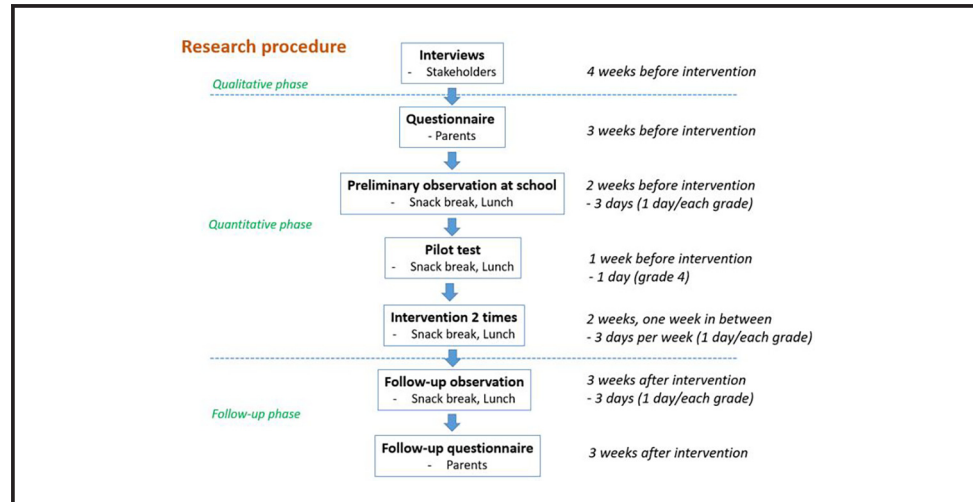 Research procedure
Interviews
- Stakeholders
4 weeks before intervention
Qualitative phase
Questionnaire
- Parents
3 weeks before intervention
Preliminary observation at school
- Snack break, Lunch
2 weeks before intervention
- 3 days (1 day/each grade)
Quantitative phase
Pilot test
- Snack break, Lunch
1 week before intervention
- 1 day (grade 4)
Intervention 2 times
- Snack break, Lunch
2 weeks, one week in between
- 3 days per week (1 day/each grade)
Follow-up observation
- Snack break, Lunch
3 weeks after intervention
- 3 days (1 day/each grade)
Follow-up phase
Follow-up questionnaire
- Parents
3 weeks after intervention